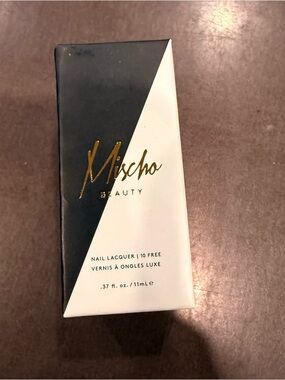 Mischo
BEAUTY
NAIL LACQUER | 10 FREE
VERNIS À ONGLES LUXE
.37 fl. oz. / 11mL e